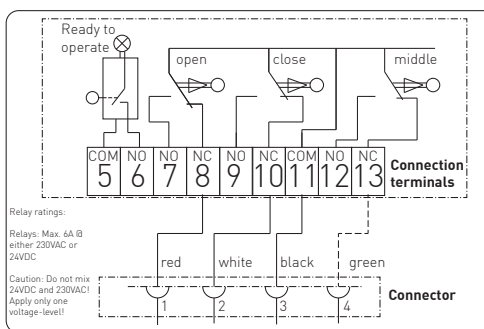 Ready to
operate
open
close
middle
COM NO NO NC NO NC COM NO NC
5 6 7 8 9 10 11 12 13
Connection
terminals
Relay ratings:
Relays: Max. 6A @
either 230VAC or
24VDC
Caution: Do not mix
24VDC and 230VAC!
Apply only one
voltage-level!
red white black green
1 2 3 4
Connector